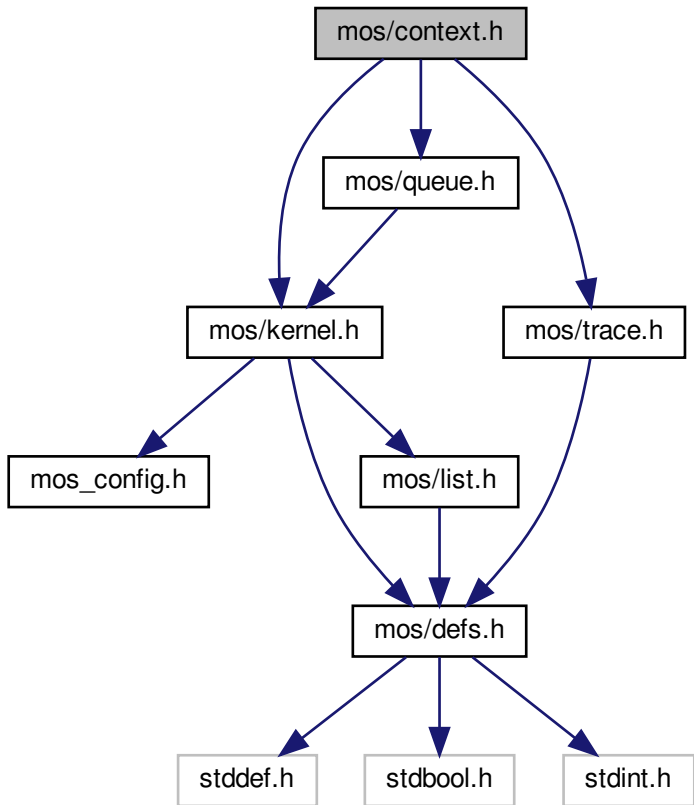 mos/context.h
mos/queue.h
mos/kernel.h
mos/trace.h
mos_config.h
mos/list.h
mos/defs.h
stddef.h
stdbool.h
stdint.h